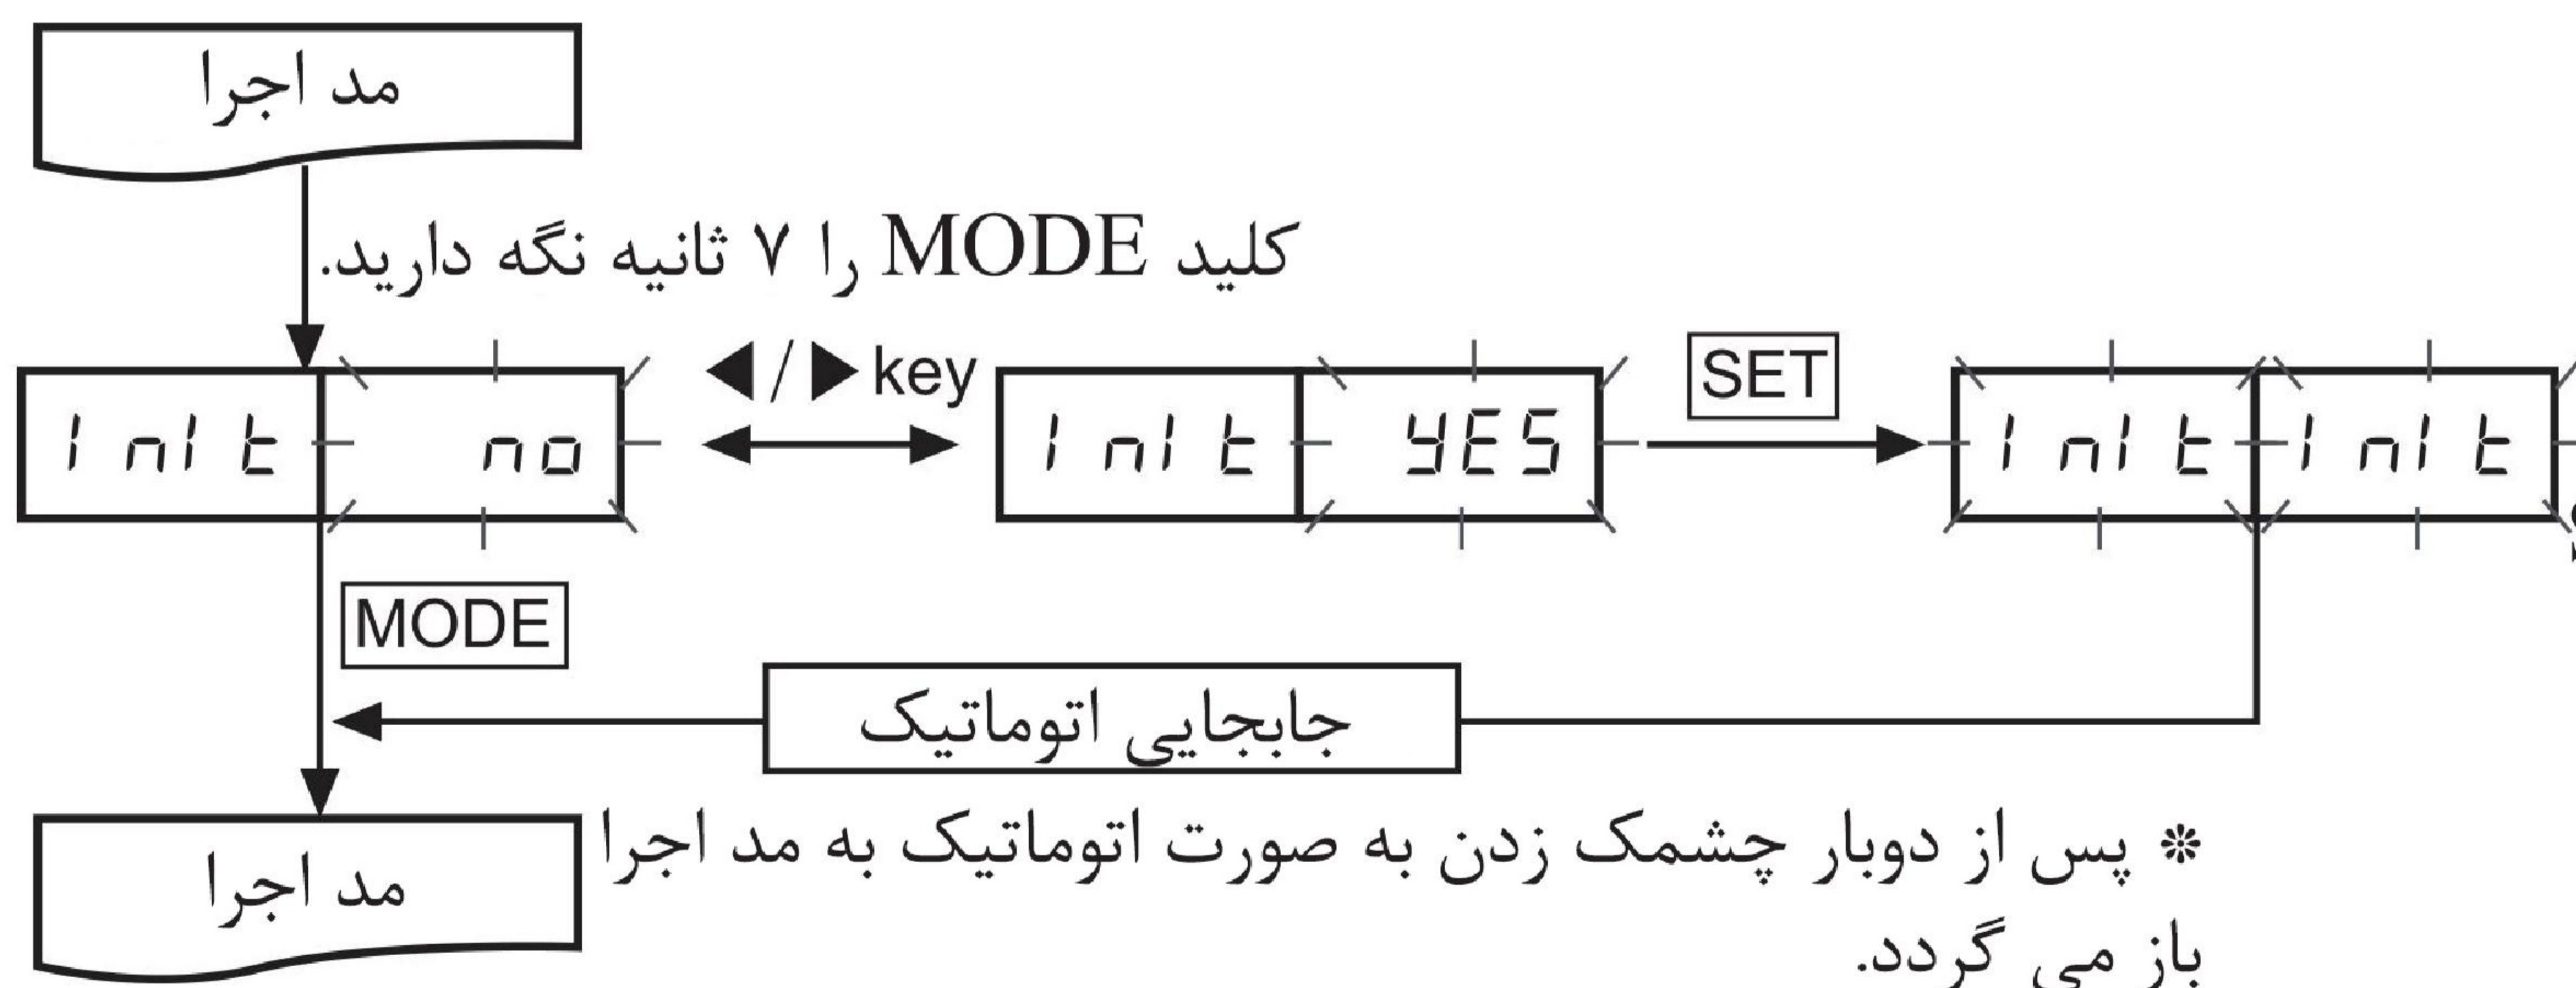 مد اجرا
کلید MODE را ۷ ثانیه نگه دارید.
◀/▶ key
SET
InIt no
InIt YES
InIt InIt
MODE
جابجایی اتوماتیک
مد اجرا
❊ پس از دوبار چشمک زدن به صورت اتوماتیک به مد اجرا
باز می گردد.